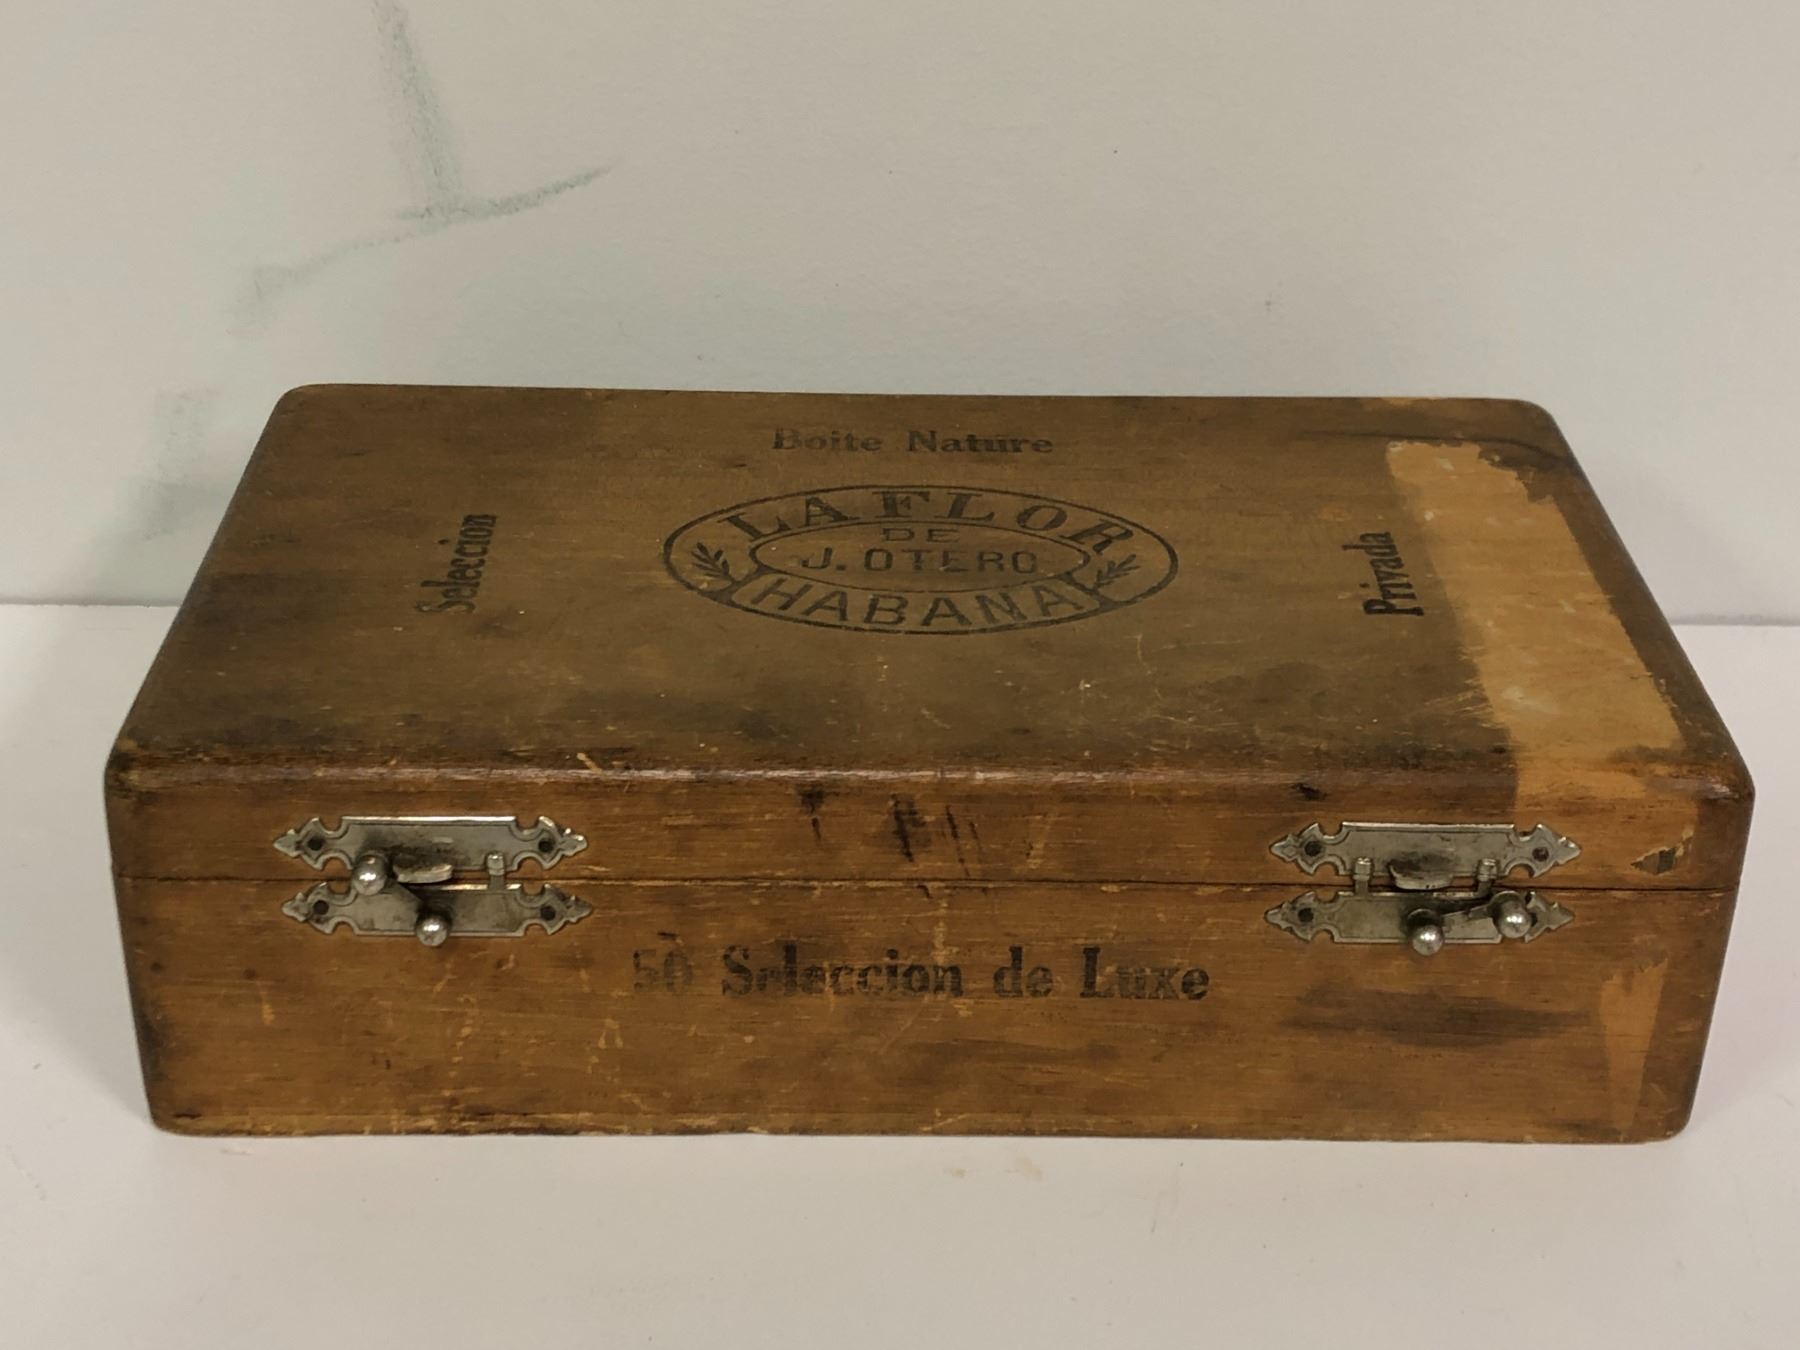 Boite Nature
Seleccion
LA FLOR
DE
J. OTERO
HABANA
Privada
50 Seleccion de Luxe